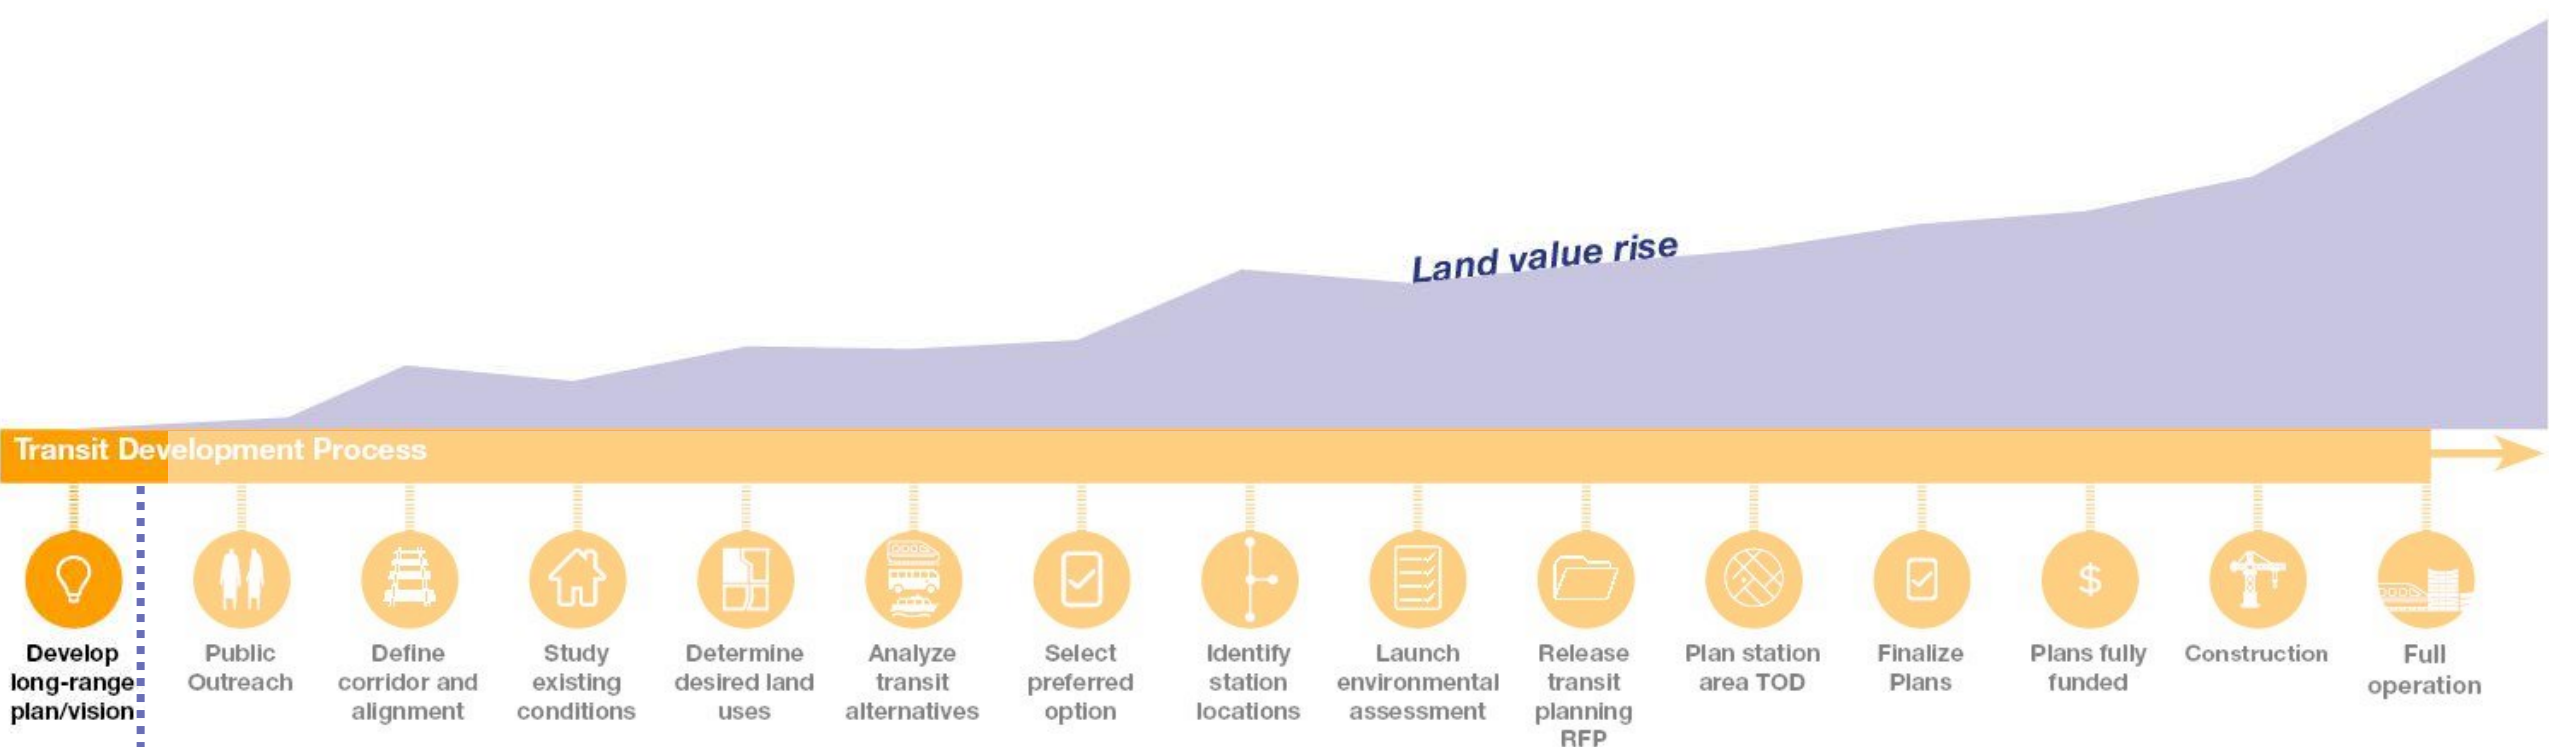 Land value rise
Transit Development Process
Develop
long-range
plan/vision
Public
Outreach
Define
corridor and
alignment
Study
existing
conditions
Determine
desired land
uses
Analyze
transit
alternatives
Select
preferred
option
Identify
station
locations
Launch
environmental
assessment
Release
transit
planning
RFP
Plan station
area TOD
Finalize
Plans
$
Plans fully
funded
Construction
Full
operation